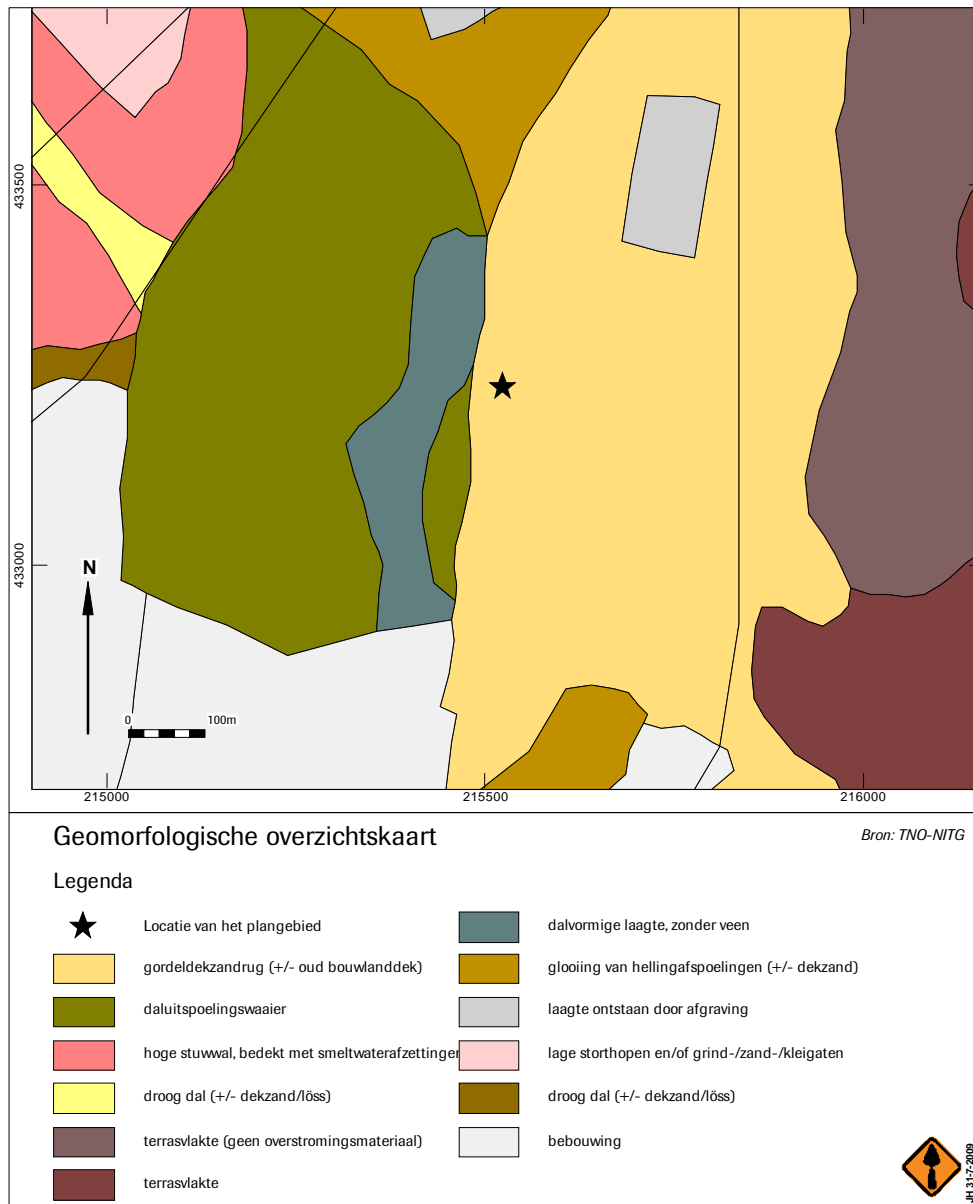 433500
433000
N
0 100m
215000 215500 216000
Geomorfologische overzichtskaart
Bron: TNO-NITG
Legenda
Locatie van het plangebied
dalvormige laagte, zonder veen
gordeldekzandrug (+/- oud bouwlanddek)
glooiing van hellingafspoelingen (+/- dekzand)
daluitspoelingswaaier
laagte ontstaan door afgraving
hoge stuwwal, bedekt met smeltwaterafzettingen
lage storthopen en/of grind-/zand-/kleigaten
droog dal (+/- dekzand/löss)
droog dal (+/- dekzand/löss)
terrasvlakte (geen overstromingsmateriaal)
bebouwing
terrasvlakte
JH 31-7-2009